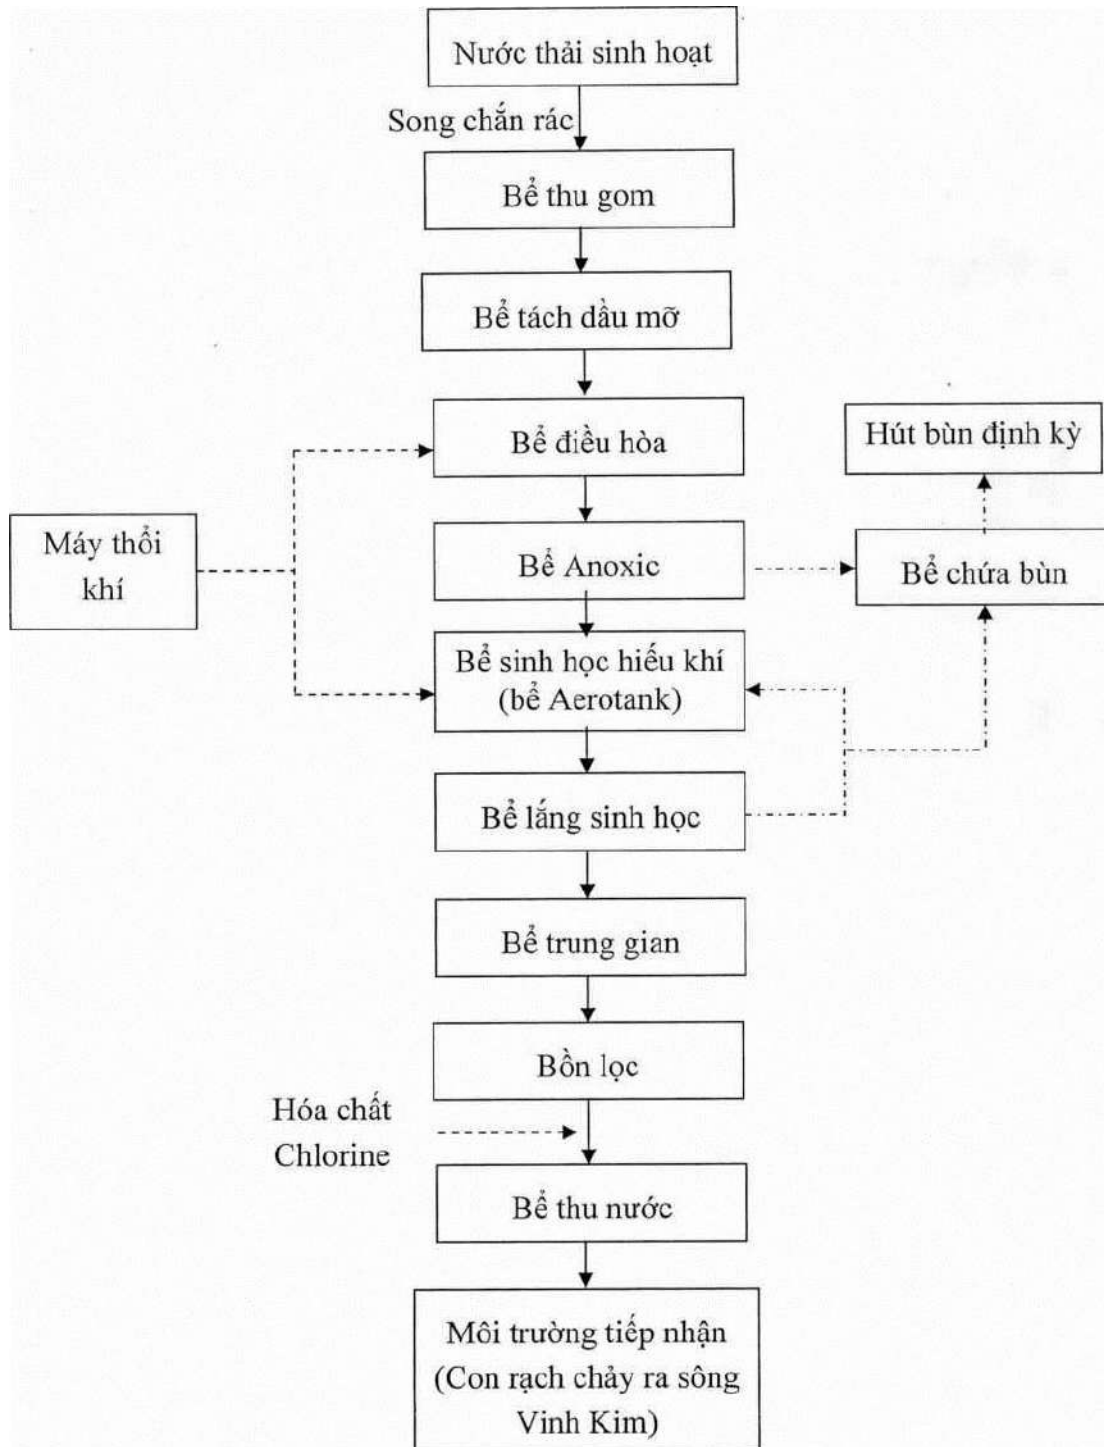 Nước thải sinh hoạt
Song chắn rác
Bể thu gom
Bể tách dầu mỡ
Bể điều hòa
Hút bùn định kỳ
Máy thổi
khí
Bể Anoxic
Bể chứa bùn
Bể sinh học hiếu khí
(bể Aerotank)
Bể lắng sinh học
Bể trung gian
Bồn lọc
Hóa chất
Chlorine
Bể thu nước
Môi trường tiếp nhận
(Con rạch chảy ra sông
Vinh Kim)